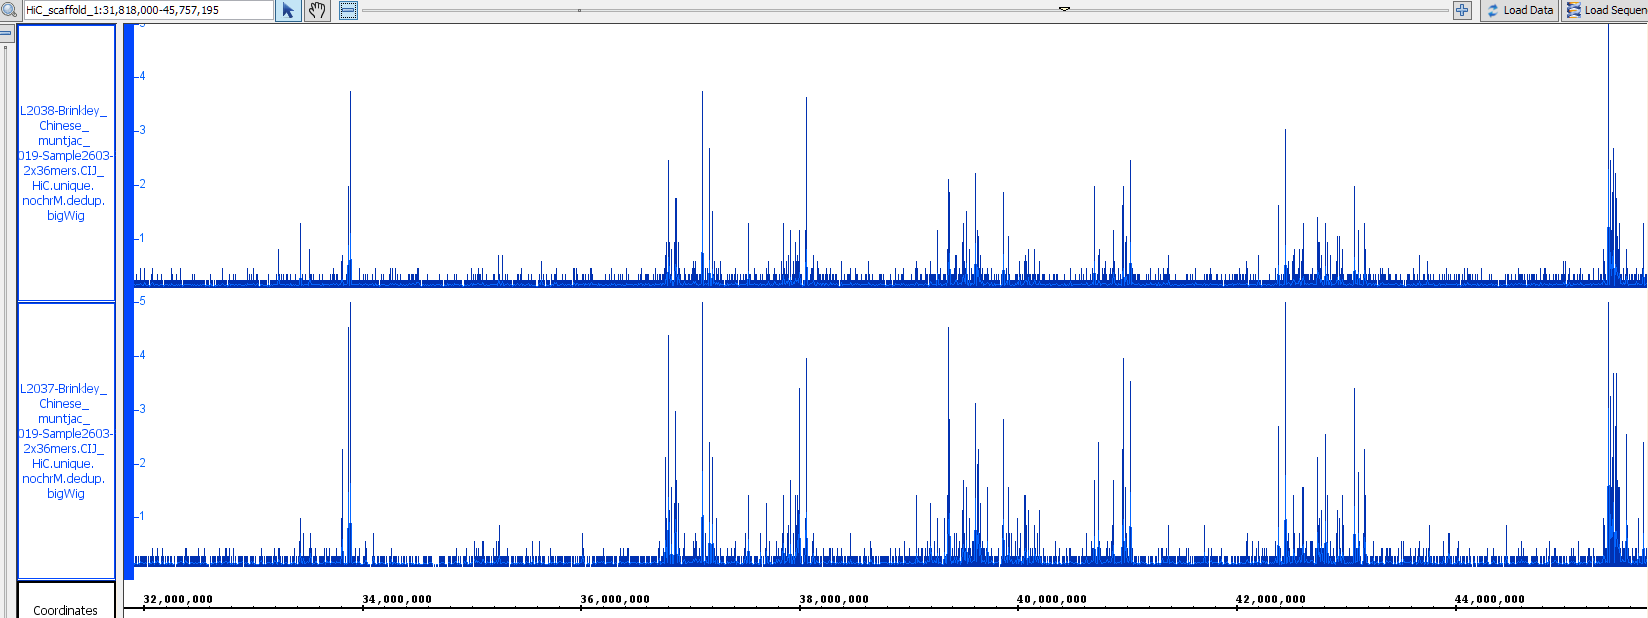 HiC_scaffold_1:31,818,000-45,757,195
Load Data
Load Sequen
5
4
3
2
1
L2038-Brinkley_
Chinese_
muntjac_
019-Sample2603-
2x36mers.CIJ_
HiC.unique.
nochrM.dedup.
bigWig
5
4
3
2
1
L2037-Brinkley_
Chinese_
muntjac_
019-Sample2603-
2x36mers.CIJ_
HiC.unique.
nochrM.dedup.
bigWig
Coordinates
32,000,000
34,000,000
36,000,000
38,000,000
40,000,000
42,000,000
44,000,000